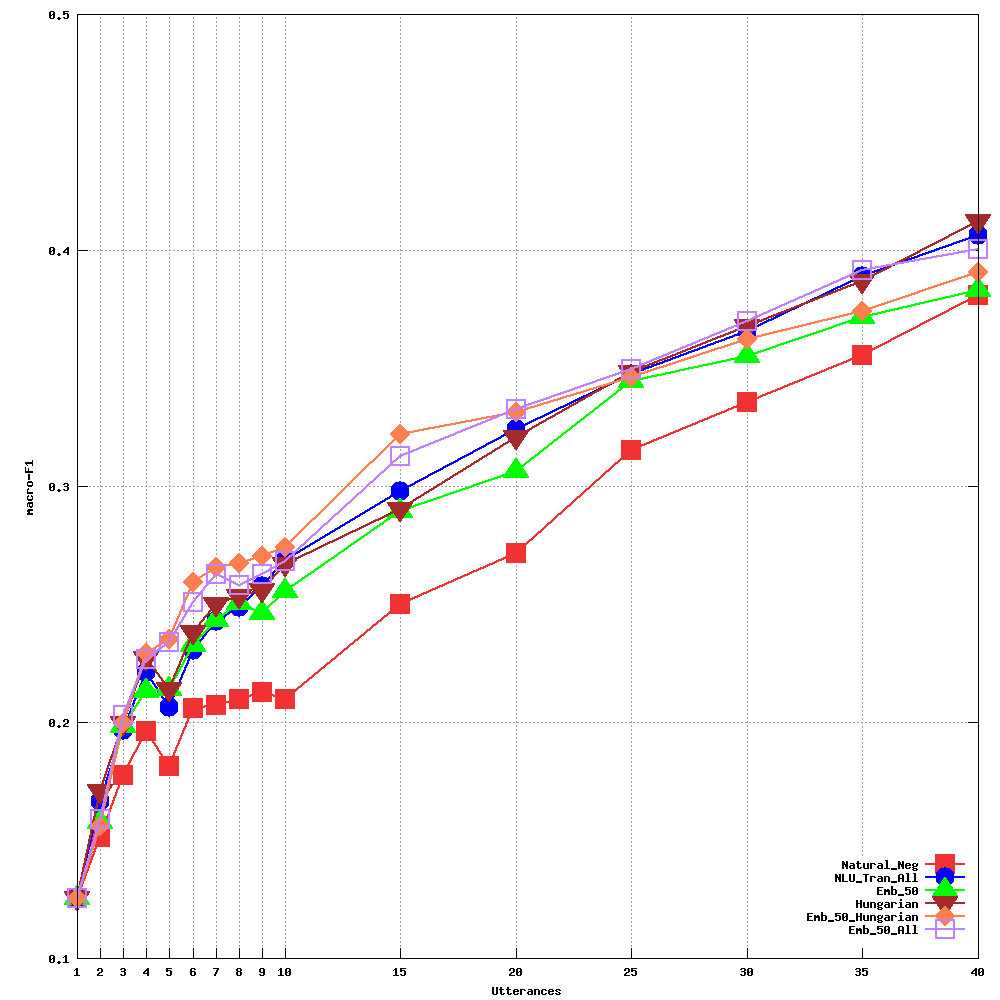 0.5
0.4
0.3
0.2
0.1
macro-F1
1 2 3 4 5 6 7 8 9 10 15 20 25 30 35 40
Utterances
Natural_Neg
NLU_Tran_All
Emb_50
Hungarian
Emb_50_Hungarian
Emb_50_All